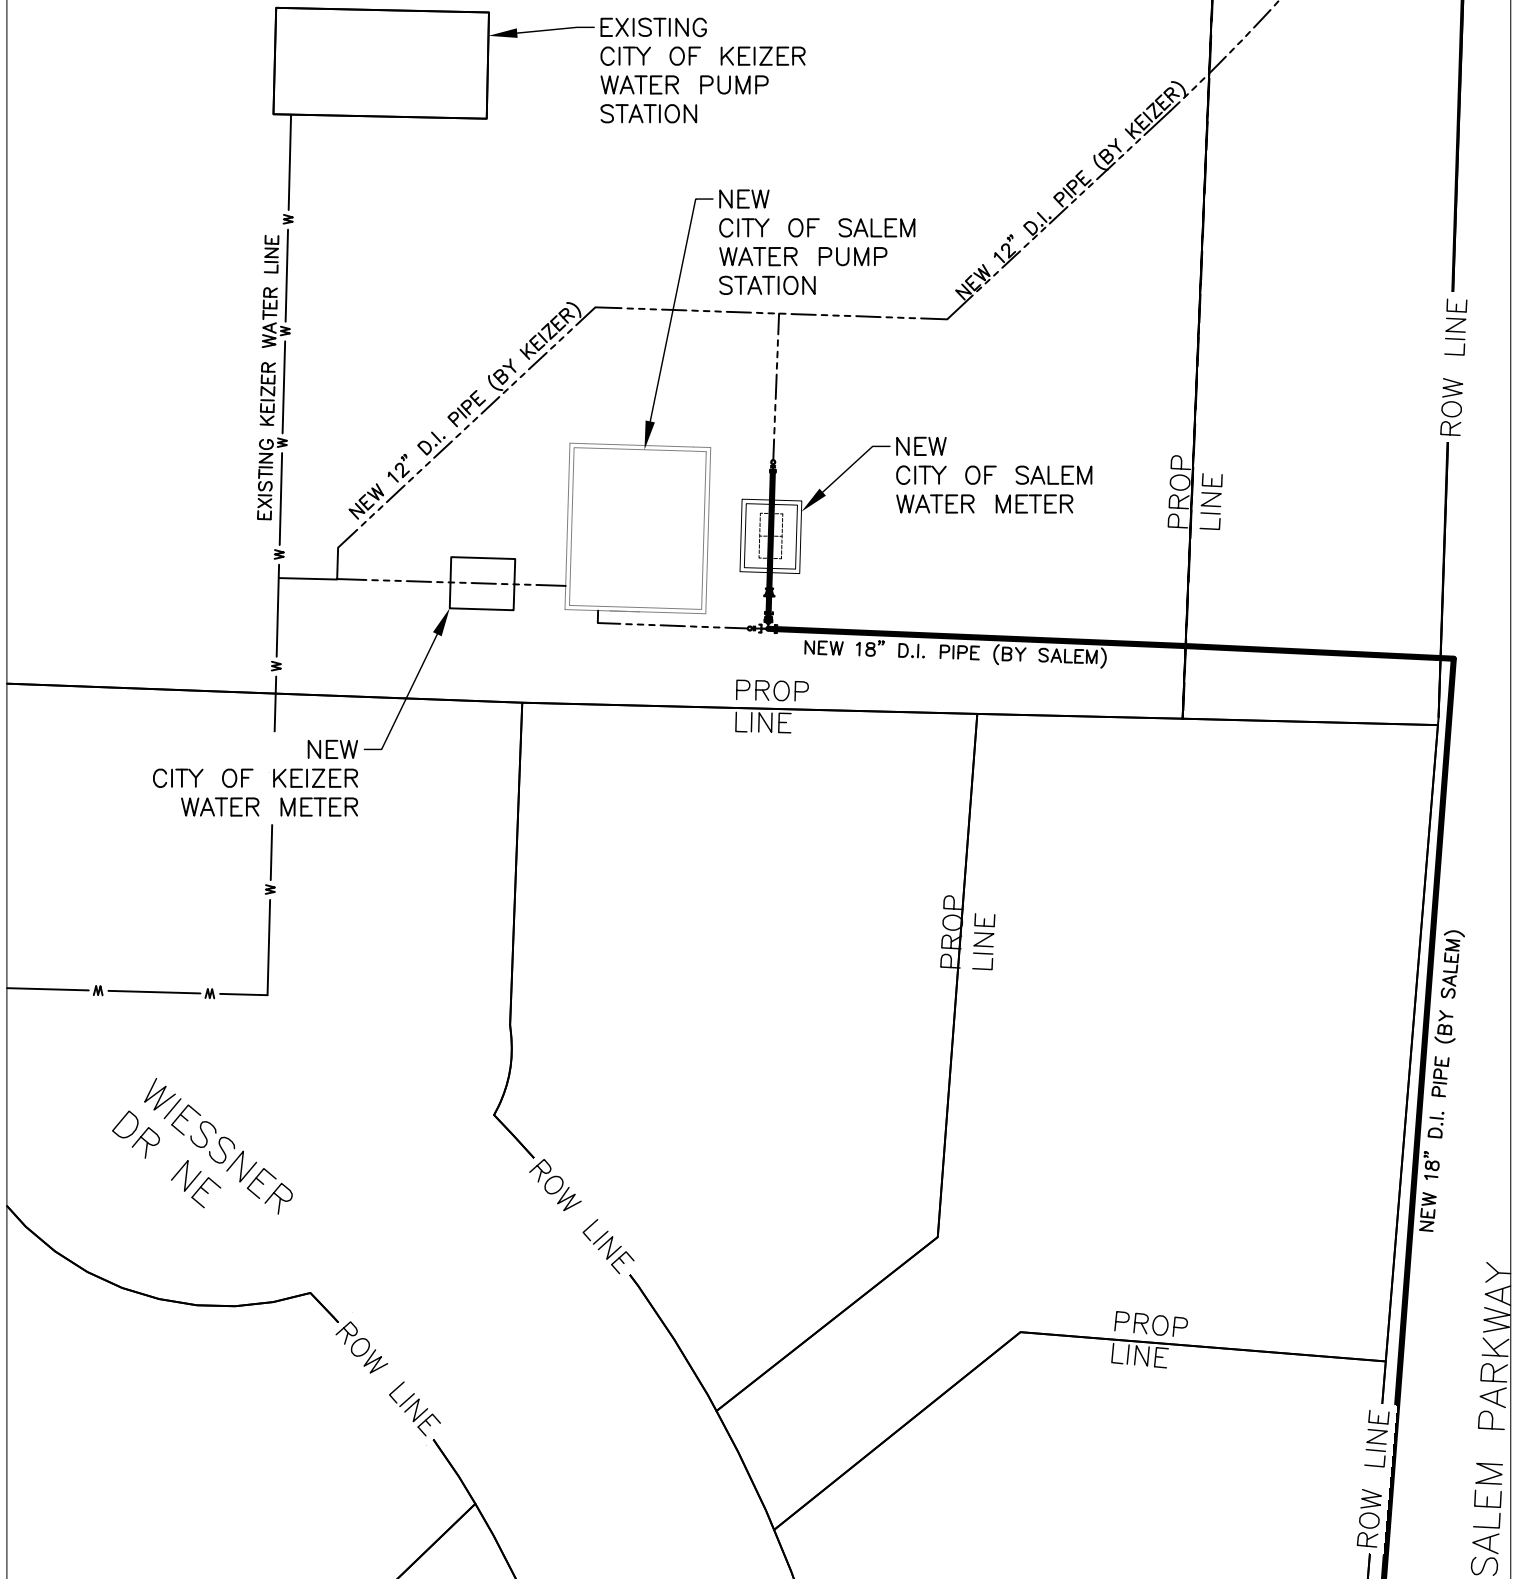 EXISTING
CITY OF KEIZER
WATER PUMP
STATION
NEW 12" D.I. PIPE (BY KEIZER)
NEW
CITY OF SALEM
WATER PUMP
STATION
EXISTING KEIZER WATER LINE
W
W
W
W
W
NEW 12" D.I. PIPE (BY KEIZER)
ROW LINE
NEW
CITY OF SALEM
WATER METER
PROP
LINE
NEW 18" D.I. PIPE (BY SALEM)
PROP
LINE
NEW
CITY OF KEIZER
WATER METER
W
PROP
LINE
W
W
NEW 18" D.I. PIPE (BY SALEM)
WIESSNER
DR NE
ROW LINE
ROW LINE
PROP
LINE
ROW LINE
SALEM PARKWAY